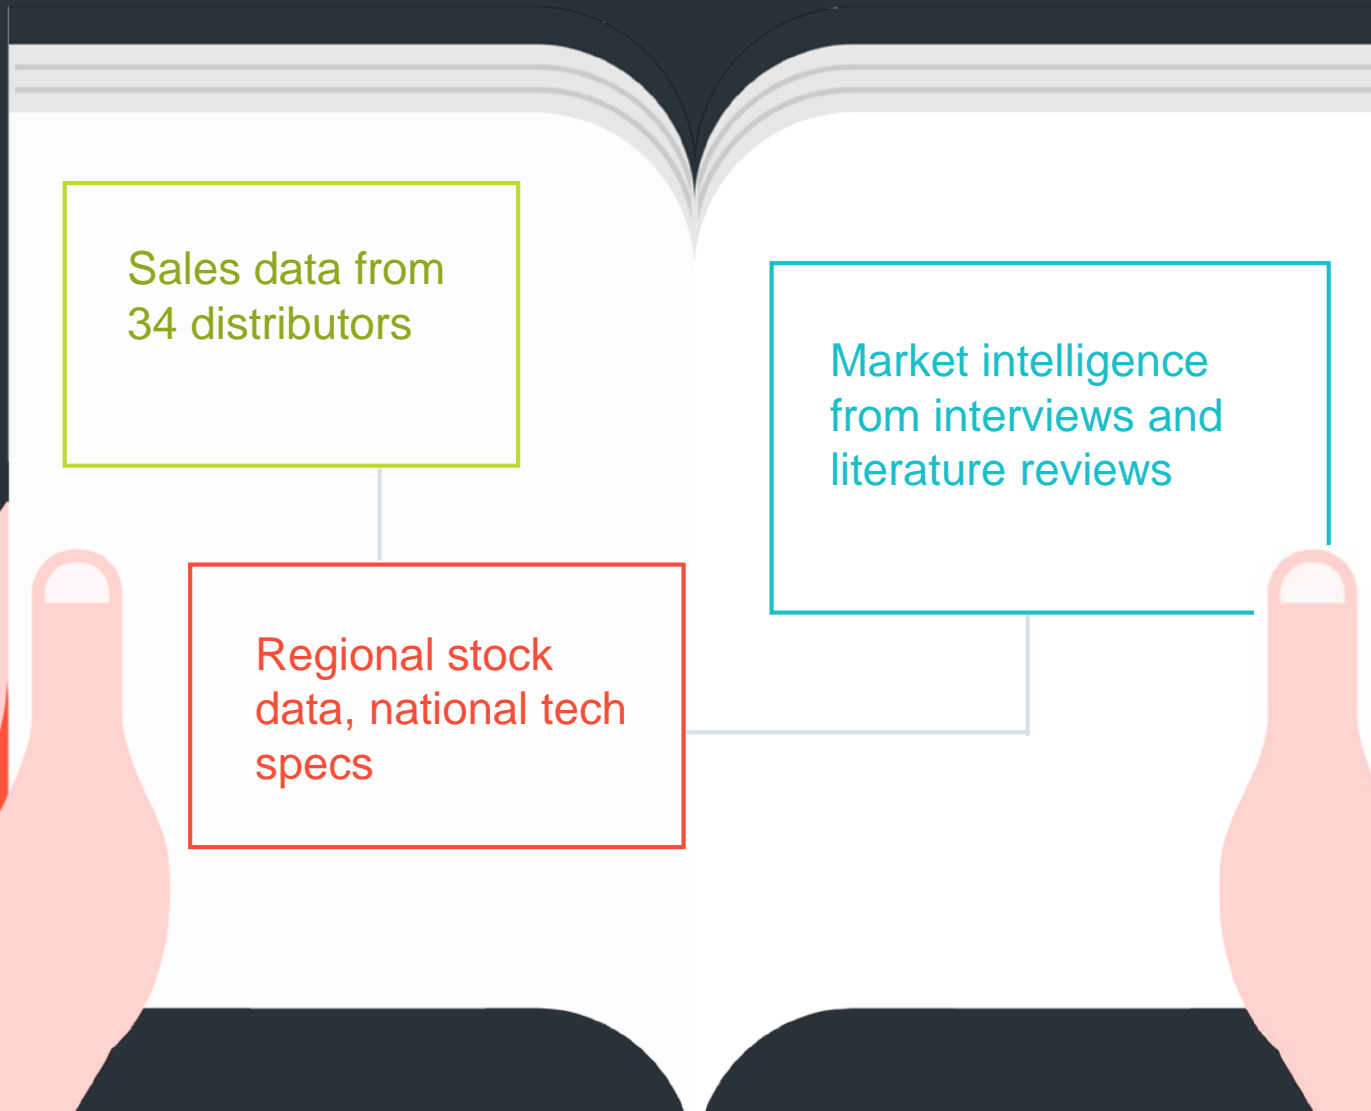 Sales data from
34 distributors
Regional stock
data, national tech
specs
Market intelligence
from interviews and
literature reviews